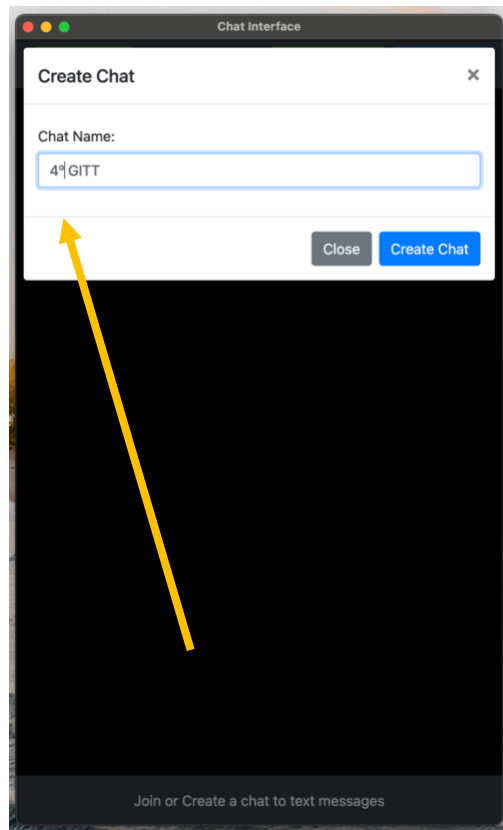 Chat Interface
Create Chat ×
Chat Name:
4º GITT
Close Create Chat
Join or Create a chat to text messages